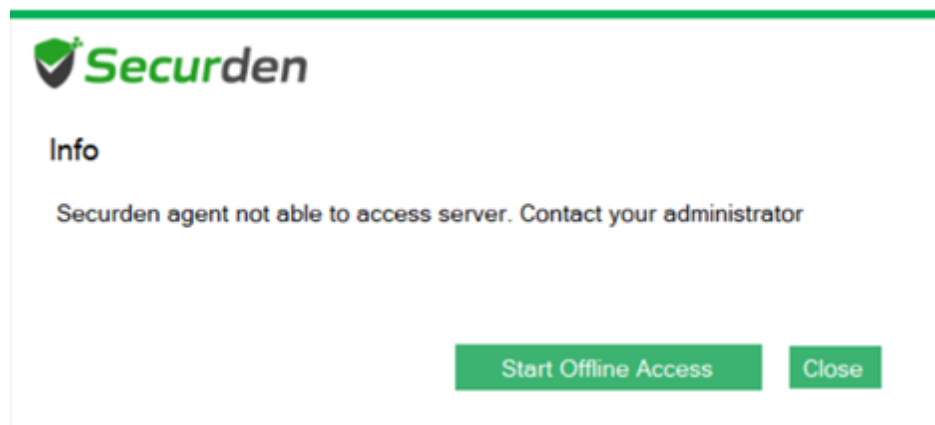 Securden
Info
Securden agent not able to access server. Contact your administrator
Start Offline Access
Close